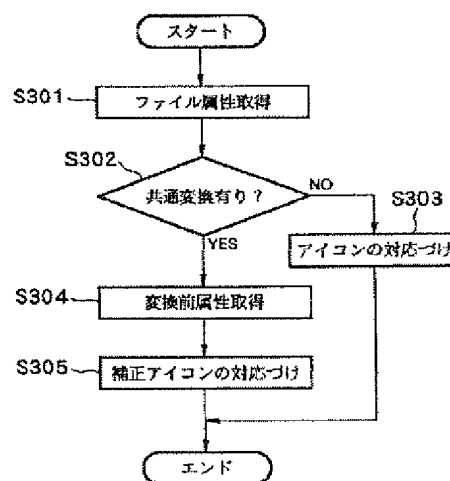 スタート
S301
ファイル属性取得
S302
共通変換有り？
NO
S303
YES
アイコンの対応づけ
S304
変換前属性取得
S305
補正アイコンの対応づけ
エンド